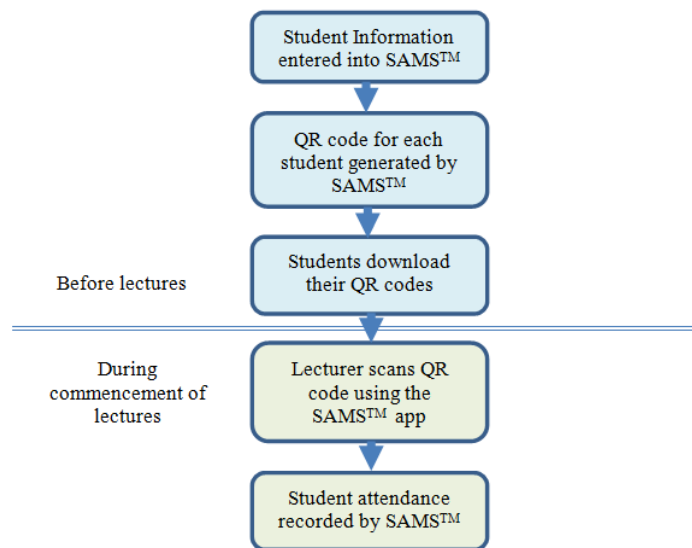 Student Information
entered into SAMS™
QR code for each
student generated by
SAMS™
Students download
their QR codes
Before lectures
During
commencement of
lectures
Lecturer scans QR
code using the
SAMS™ app
Student attendance
recorded by SAMS™